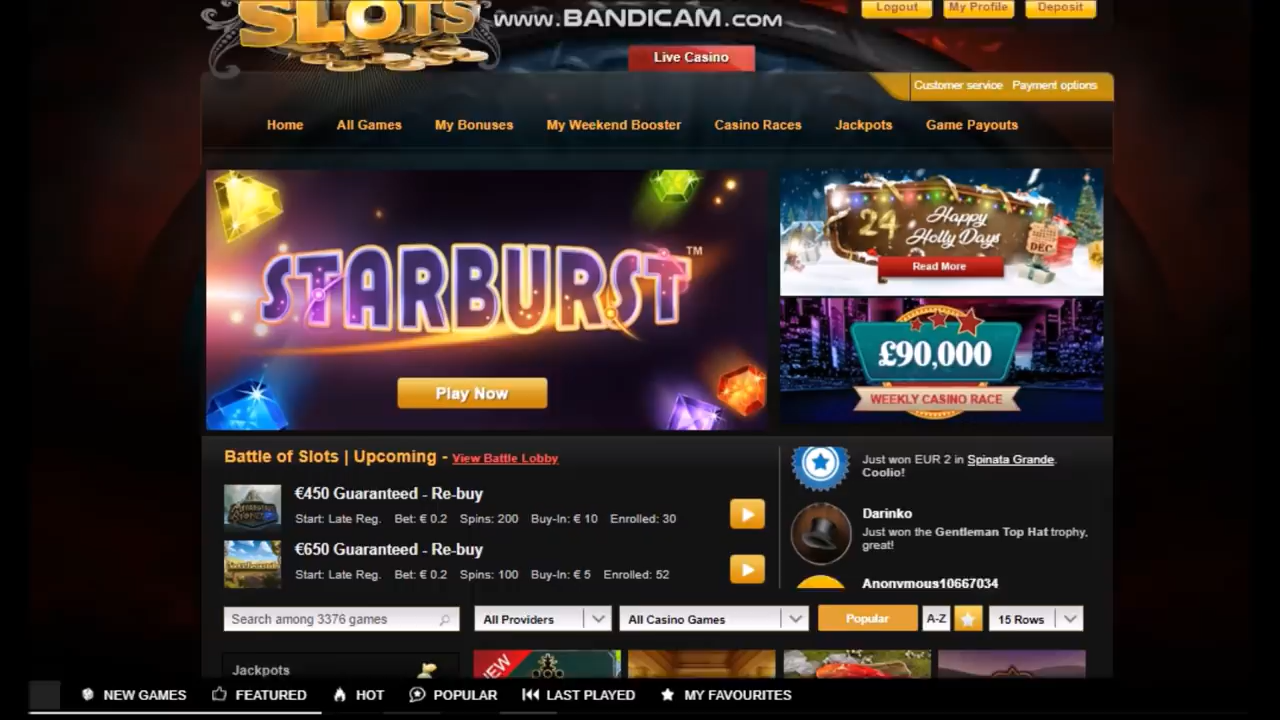 SLOTS
www.BANDICAM.com
Logout
My Profile
Deposit
Live Casino
Customer service
Payment options
Home
All Games
My Bonuses
My Weekend Booster
Casino Races
Jackpots
Game Payouts
STARBURST™
Play Now
24
Happy
Holly Days
DEC
Read More
£90,000
WEEKLY CASINO RACE
Battle of Slots | Upcoming - View Battle Lobby
€450 Guaranteed - Re-buy
Start: Late Reg. Bet: € 0.2 Spins: 200 Buy-In: € 10 Enrolled: 30
€650 Guaranteed - Re-buy
Start: Late Reg. Bet: € 0.2 Spins: 100 Buy-In: € 5 Enrolled: 52
Just won EUR 2 in Spinata Grande.
Coolio!
Darinko
Just won the Gentleman Top Hat trophy,
great!
Anonymous10667034
Search among 3376 games
All Providers
All Casino Games
Popular
A-Z
15 Rows
Jackpots
NEW
NEW GAMES
FEATURED
HOT
POPULAR
LAST PLAYED
MY FAVOURITES